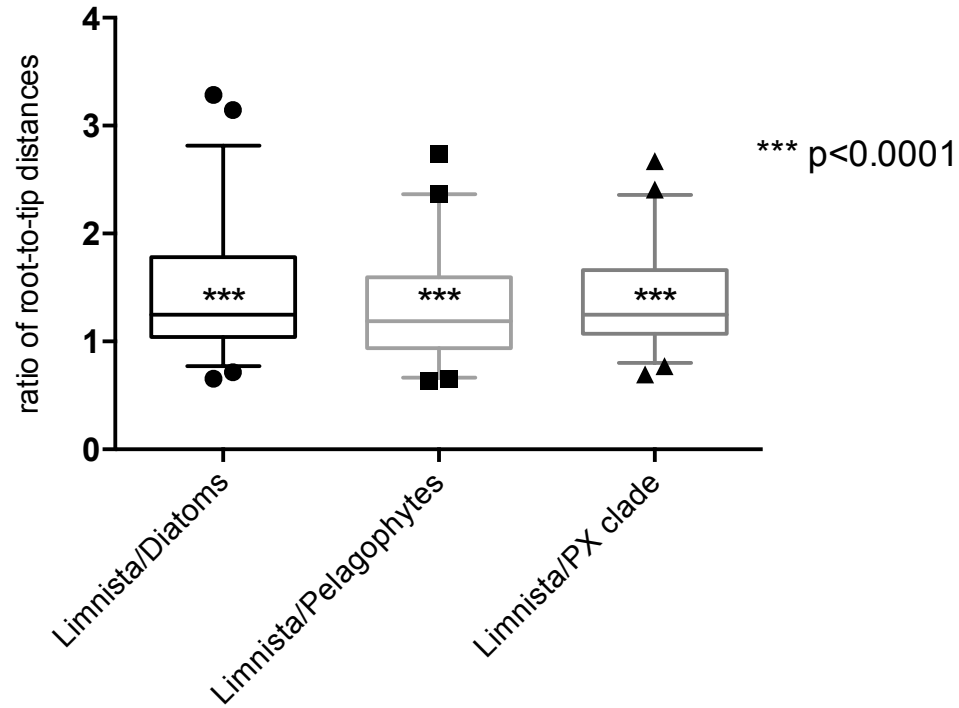 ratio of root-to-tip distances
4
3
2
1
0
***
***
***
*** p<0.0001
Limnista/Diatoms
Limnista/Pelagophytes
Limnista/PX clade